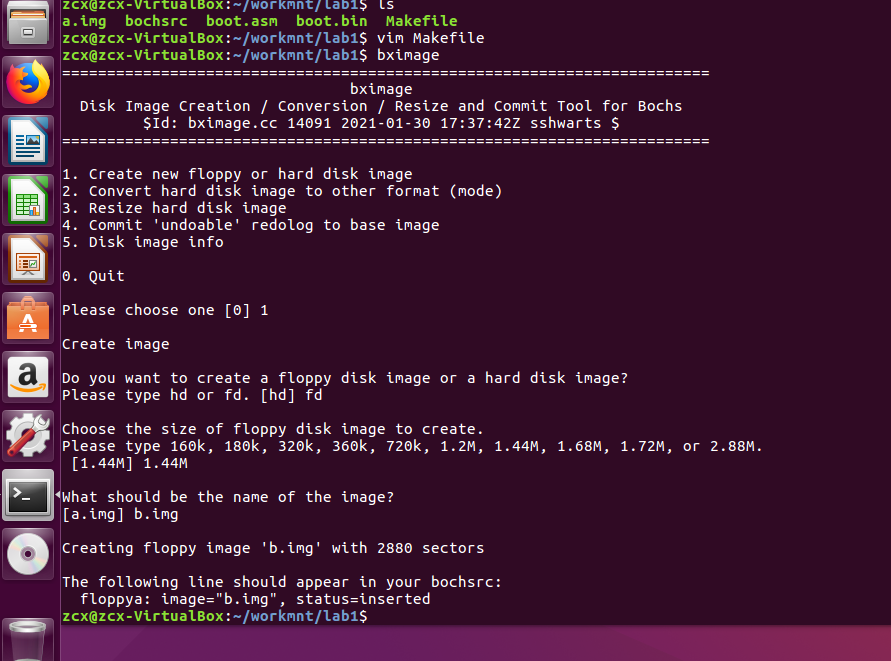 zcx@zcx-VirtualBox:~/workmnt/lab1$ ls
a.img  bochsrc  boot.asm  boot.bin  Makefile
zcx@zcx-VirtualBox:~/workmnt/lab1$ vim Makefile
zcx@zcx-VirtualBox:~/workmnt/lab1$ bximage
========================================================================
                                bximage
  Disk Image Creation / Conversion / Resize and Commit Tool for Bochs
         $Id: bximage.cc 14091 2021-01-30 17:37:42Z sshwarts $
========================================================================
1. Create new floppy or hard disk image
2. Convert hard disk image to other format (mode)
3. Resize hard disk image
4. Commit 'undoable' redolog to base image
5. Disk image info
0. Quit
Please choose one [0] 1
Create image
Do you want to create a floppy disk image or a hard disk image?
Please type hd or fd. [hd] fd
Choose the size of floppy disk image to create.
Please type 160k, 180k, 320k, 360k, 720k, 1.2M, 1.44M, 1.68M, 1.72M, or 2.88M.
 [1.44M] 1.44M
What should be the name of the image?
[a.img] b.img
Creating floppy image 'b.img' with 2880 sectors
The following line should appear in your bochsrc:
  floppya: image="b.img", status=inserted
zcx@zcx-VirtualBox:~/workmnt/lab1$